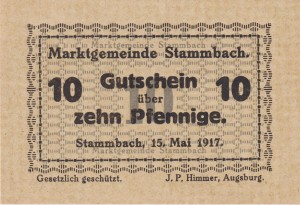 Marktgemeinde Stammbach.
10 Gutschein 10
über
zehn Pfennige.
Stammbach, 15. Mai 1917.
Gesetzlich geschützt. J. P. Himmer, Augsburg.